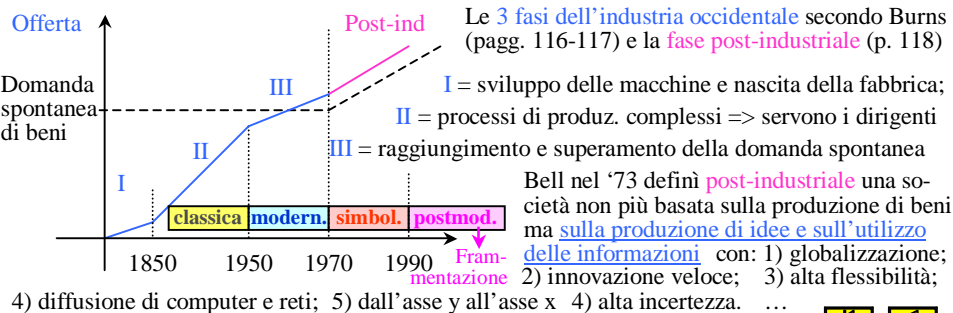 Offerta
Post-ind
Le 3 fasi dell'industria occidentale secondo Burns
(pagg. 116-117) e la fase post-industriale (p. 118)
Domanda
spontanea
di beni
III
I = sviluppo delle macchine e nascita della fabbrica;
II = processi di produz. complessi => servono i dirigenti
II
III = raggiungimento e superamento della domanda spontanea
I
Bell nel '73 definì post-industriale una so-
cietà non più basata sulla produzione di beni
ma sulla produzione di idee e sull'utilizzo
delle informazioni con: 1) globalizzazione;
classica modern. simbol. postmod.
1850 1950 1970 1990
Fram-
mentazione
2) innovazione veloce; 3) alta flessibilità;
4) diffusione di computer e reti; 5) dall'asse y all'asse x 4) alta incertezza. …